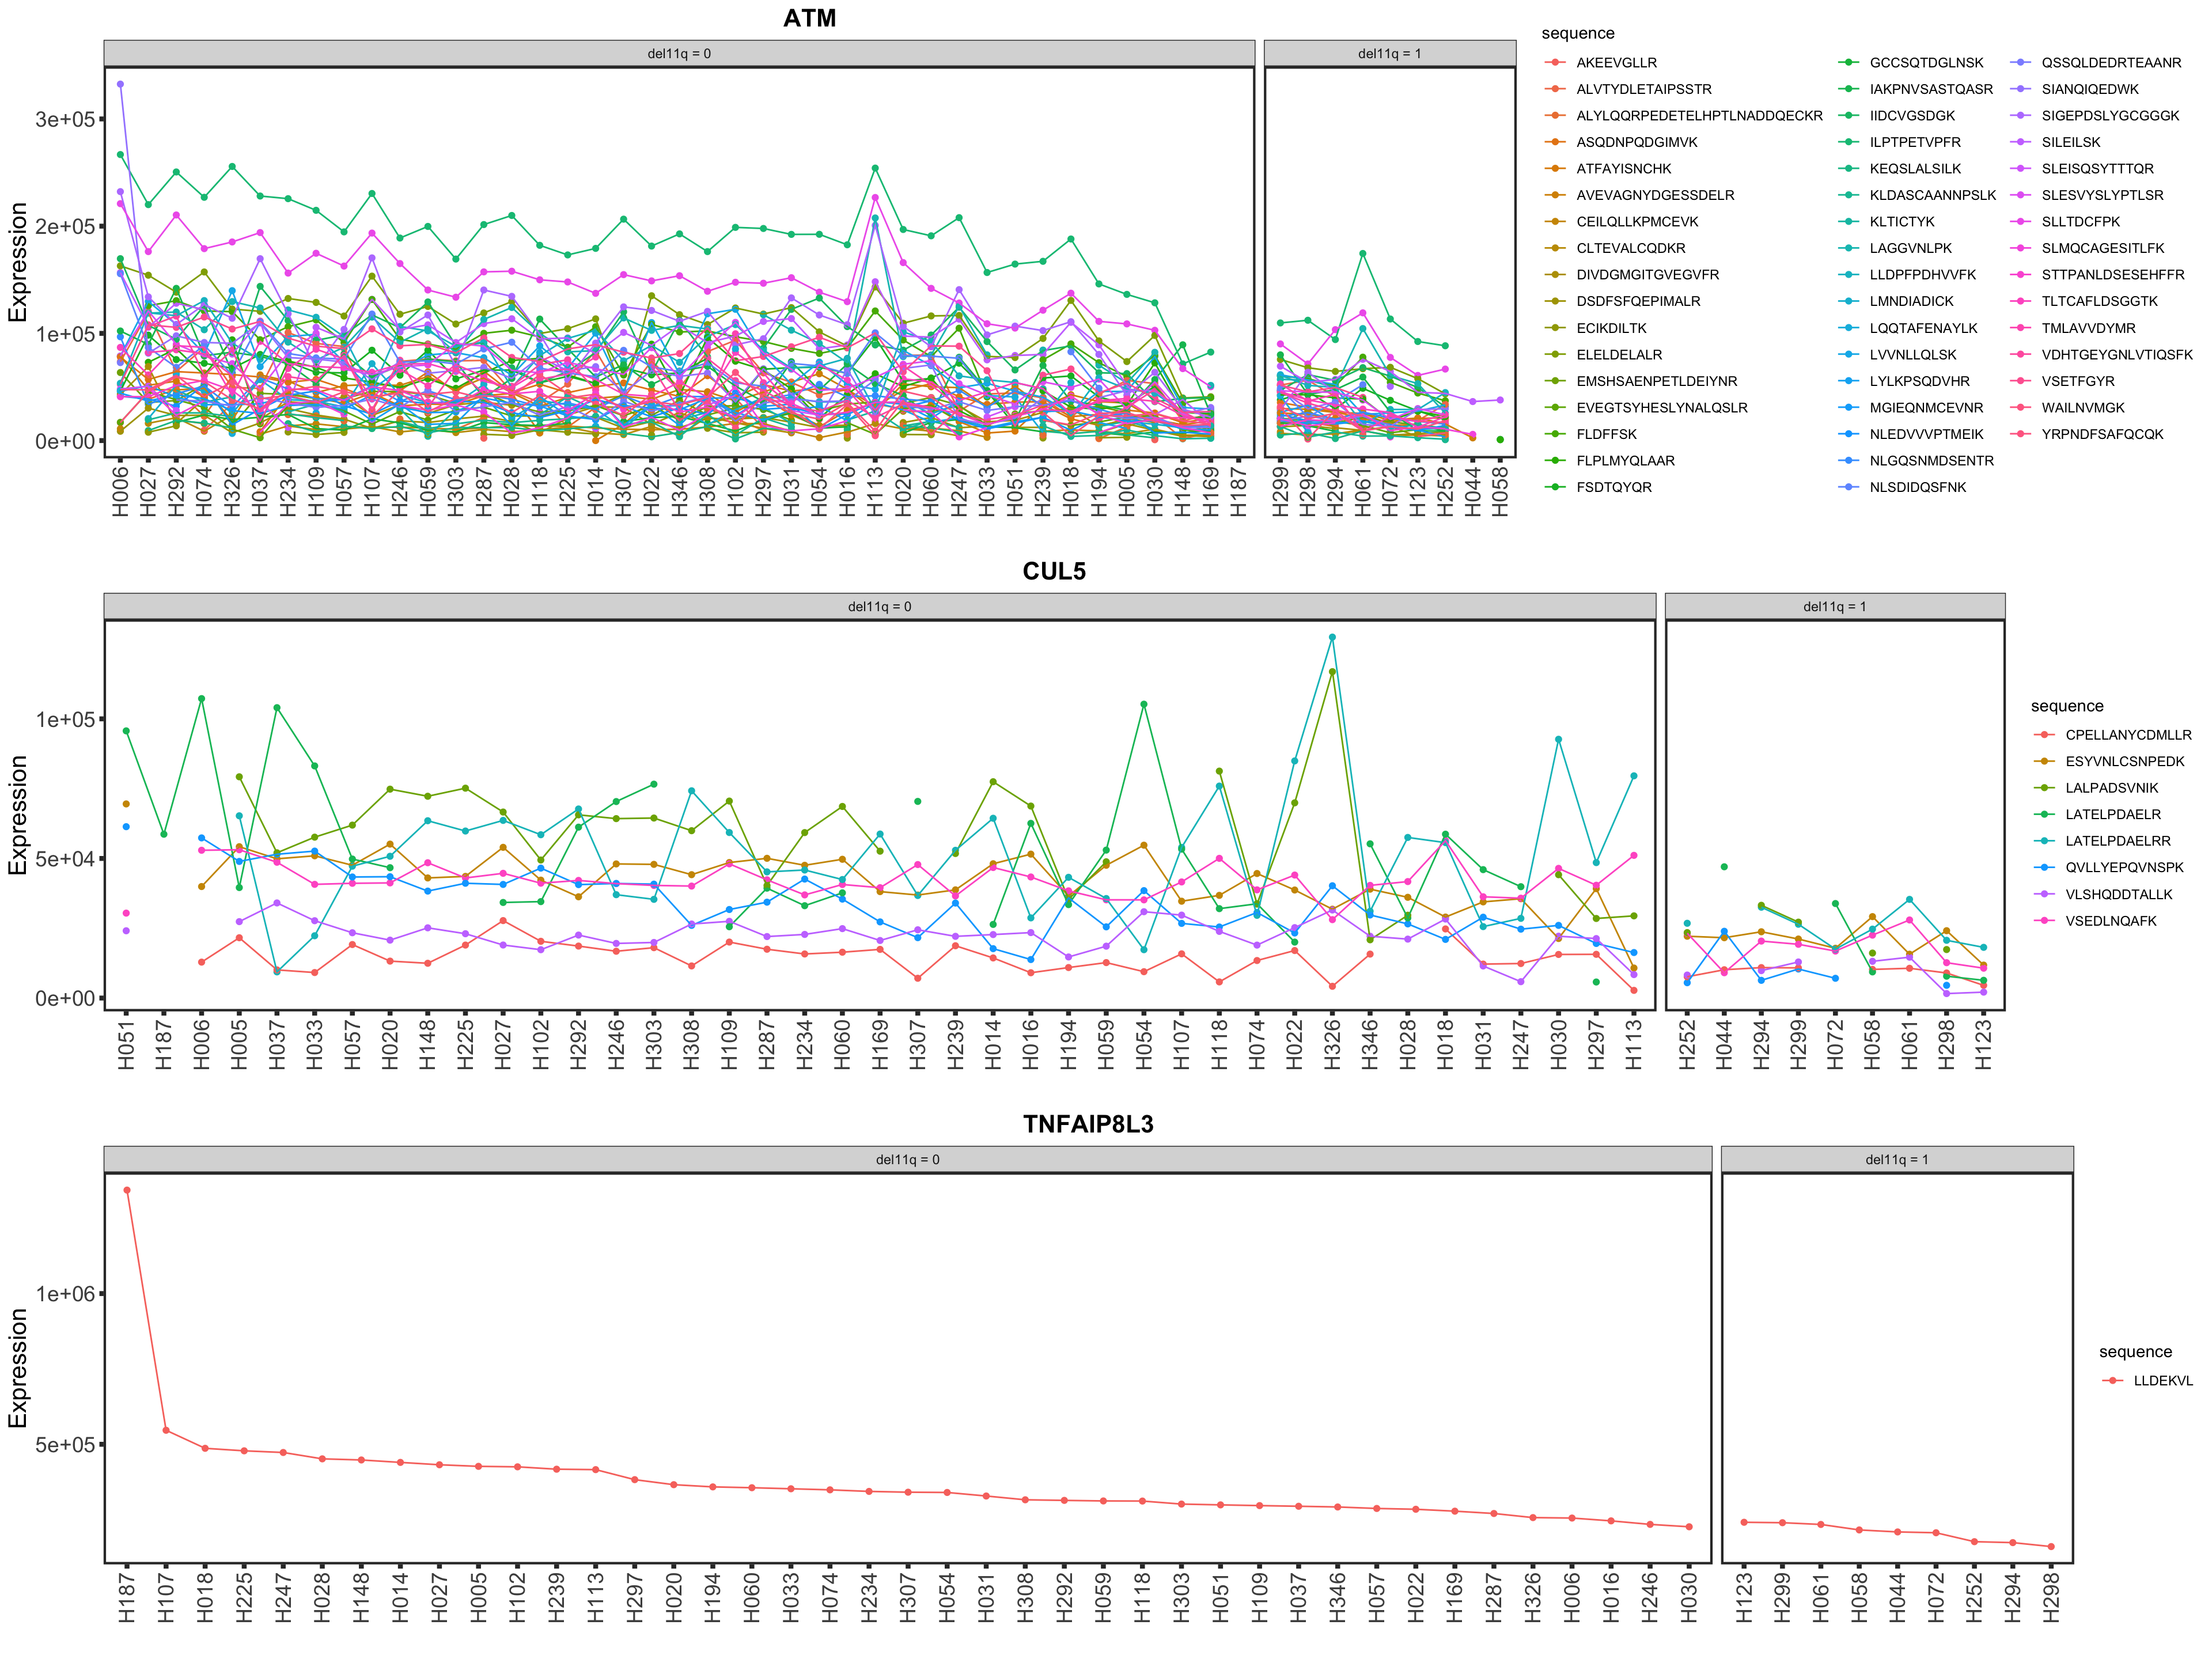 ATM
del11q = 0
del11q = 1
Expression
3e+05
2e+05
1e+05
0e+00
H006 H027 H292 H074 H326 H037 H234 H109 H057 H107 H246 H059 H303 H287 H028 H118 H225 H014 H307 H022 H346 H308 H102 H297 H031 H054 H016 H113 H020 H060 H247 H033 H051 H239 H018 H194 H005 H030 H148 H169 H187
H299 H298 H294 H061 H072 H123 H252 H044 H058
sequence
AKEEVGLLR
ALVTYDLETAIPSSTR
ALYLQQRPEDETELHPTLNADDQECKR
ASQDNPQDGIMVK
ATFAYISNCHK
AVEVAGNYDGESSDELR
CEILQLLKPMCEVK
CLTEVALCQDKR
DIVDGMGITGVEGVFR
DSDFSFQEPIMALR
ECIKDILTK
ELELDELALR
EMSHSAENPETLDEIYNR
EVEGTSYHESLYNALQSLR
FLDFFSK
FLPLMYQLAAR
FSDTQYQR
GCCSQTDGLNSK
IAKPNVSASTQASR
IIDCVGSDGK
ILPTPETVPFR
KEQSLALSILK
KLDASCAANNPSLK
KLTICTYK
LAGGVNLPK
LLDPFPDHVVFK
LMNDIADICK
LQQTAFENAYLK
LVVNLLQLSK
LYLKPSQDVHR
MGIEQNMCEVNR
NLEDVVVPTMEIK
NLGQSNMDSENTR
NLSDIDQSFNK
QSSQLDEDRTEAANR
SIANQIQEDWK
SIGEPDSLYGCGGGK
SILEILSK
SLEISQSYTTTQR
SLESVYSLYPTLSR
SLLTDCFPK
SLMQCAGESITLFK
STTPANLDSESEHFFR
TLTCAFLDSGGTK
TMLAVVDYMR
VDHTGEYGNLVTIQSFK
VSETFGYR
WAILNVMGK
YRPNDFSAFQCQK
CUL5
del11q = 0
del11q = 1
Expression
1e+05
5e+04
0e+00
H051 H187 H006 H005 H037 H033 H057 H020 H148 H225 H027 H102 H292 H246 H303 H308 H109 H287 H234 H060 H169 H307 H239 H014 H016 H194 H059 H054 H107 H118 H074 H022 H326 H346 H028 H018 H031 H247 H030 H297 H113
H252 H044 H294 H299 H072 H058 H061 H298 H123
sequence
CPELLANYCDMLLR
ESYVNLCSNPEDK
LALPADSVNIK
LATELPDAELR
LATELPDAELRR
QVLLYEPQVNSPK
VLSHQDDTALLK
VSEDLNQAFK
TNFAIP8L3
del11q = 0
del11q = 1
Expression
1e+06
5e+05
H187 H107 H018 H225 H247 H028 H148 H014 H027 H005 H102 H239 H113 H297 H020 H194 H060 H033 H074 H234 H307 H054 H031 H308 H292 H059 H118 H303 H051 H109 H037 H346 H057 H022 H169 H287 H326 H006 H016 H246 H030
H123 H299 H061 H058 H044 H072 H252 H294 H298
sequence
LLDEKVL